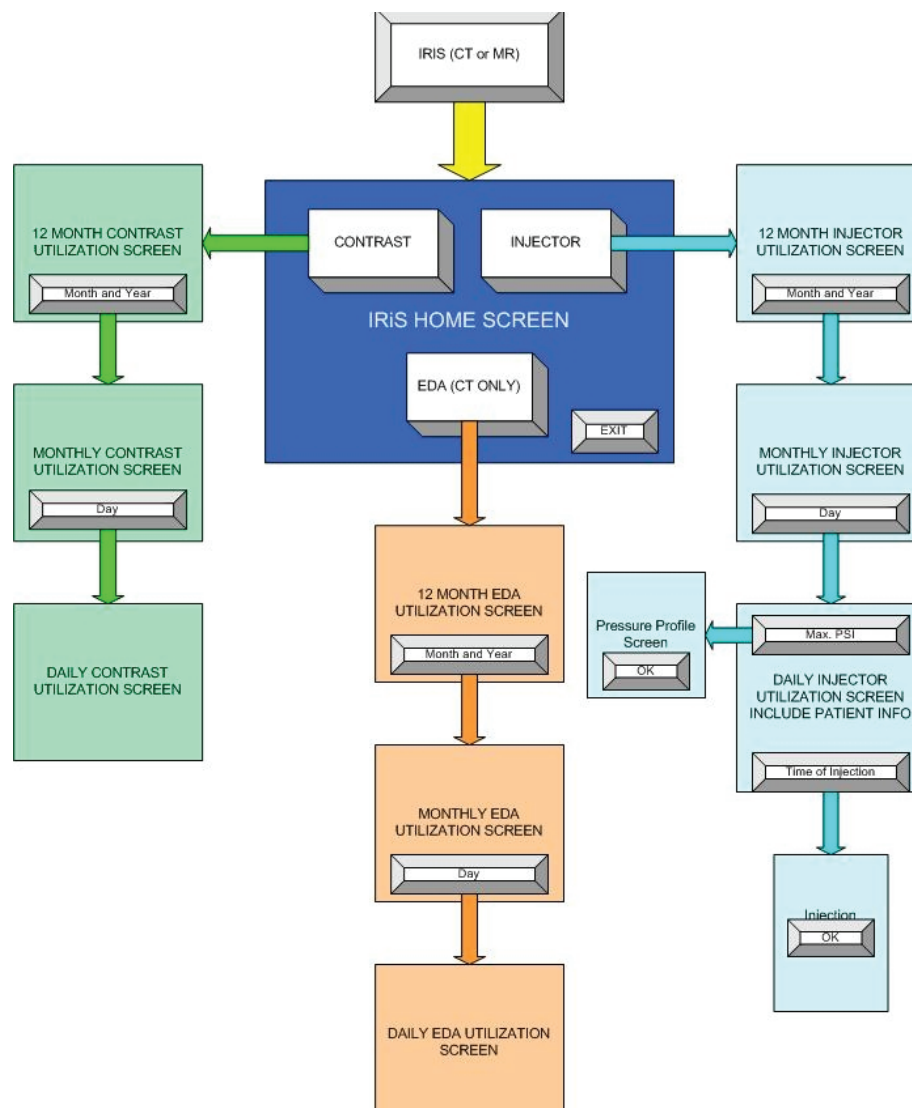 IRIS (CT or MR)
CONTRAST
INJECTOR
IRiS HOME SCREEN
EDA (CT ONLY)
EXIT
12 MONTH CONTRAST
UTILIZATION SCREEN
Month and Year
MONTHLY CONTRAST
UTILIZATION SCREEN
Day
DAILY CONTRAST
UTILIZATION SCREEN
12 MONTH EDA
UTILIZATION SCREEN
Month and Year
MONTHLY EDA
UTILIZATION SCREEN
Day
DAILY EDA UTILIZATION
SCREEN
12 MONTH INJECTOR
UTILIZATION SCREEN
Month and Year
MONTHLY INJECTOR
UTILIZATION SCREEN
Day
Max. PSI
DAILY INJECTOR
UTILIZATION SCREEN
INCLUDE PATIENT INFO
Time of Injection
Pressure Profile
Screen
OK
Injection
OK